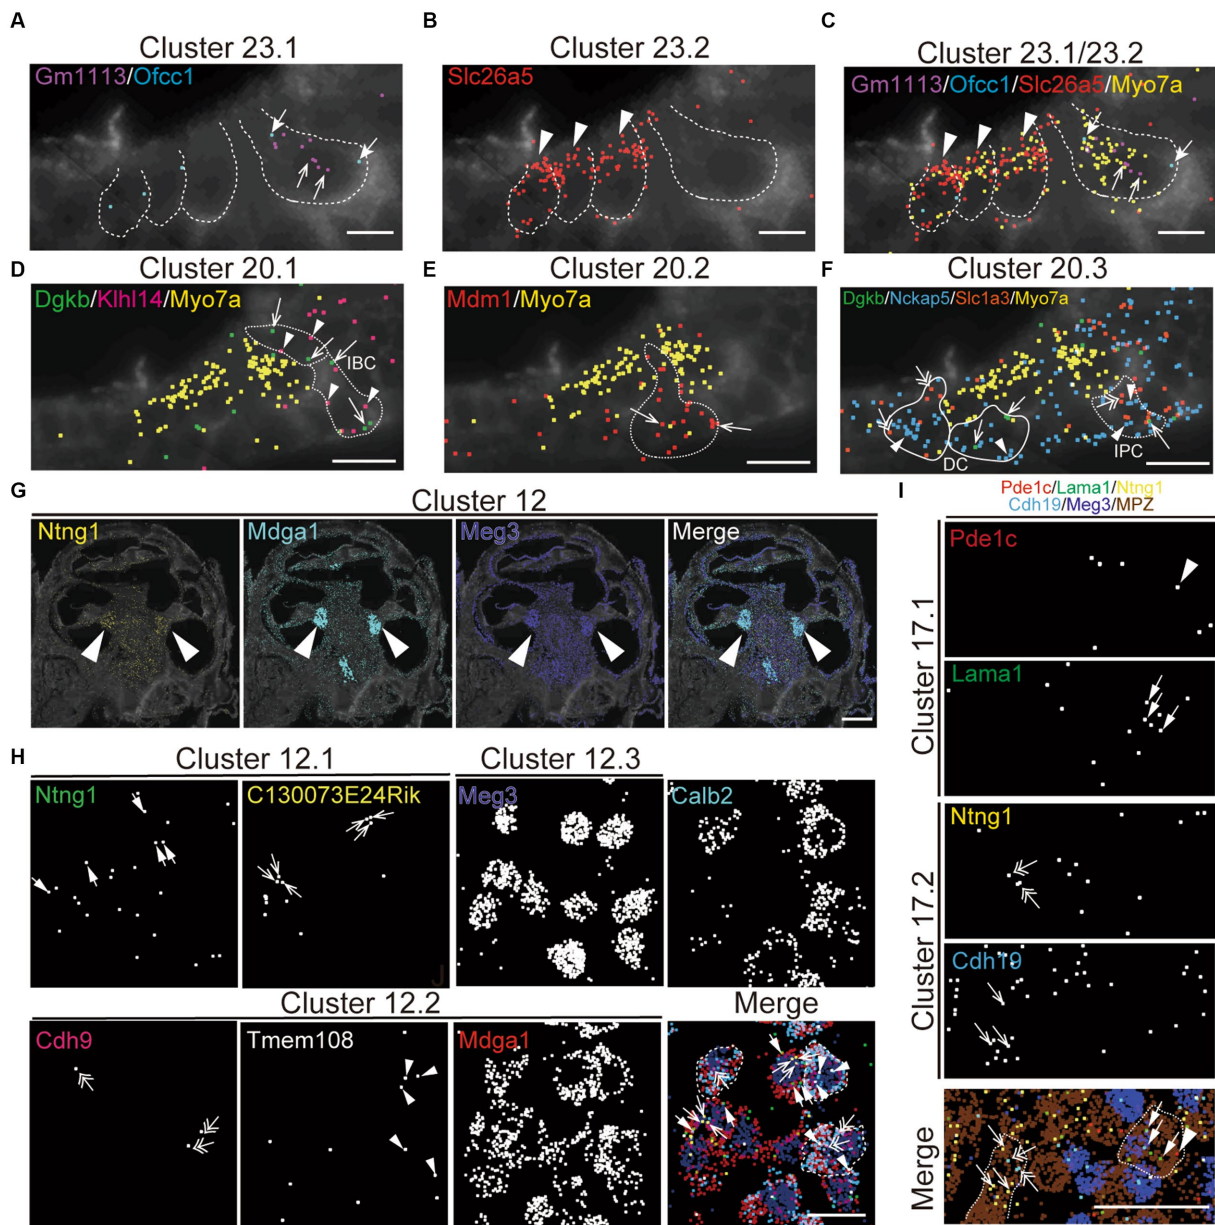 A
Cluster 23.1
Gm1113/Ofcc1
B
Cluster 23.2
Slc26a5
C
Cluster 23.1/23.2
Gm1113/Ofcc1/Slc26a5/Myo7a
D
Cluster 20.1
Dgkb/Klhl14/Myo7a
IBC
E
Cluster 20.2
Mdm1/Myo7a
F
Cluster 20.3
Dgkb/Nckap5/Slc1a3/Myo7a
DC
IPC
G
Cluster 12
Ntng1
Mdga1
Meg3
Merge
H
Cluster 12.1
Ntng1
C130073E24Rik
J
Cluster 12.3
Meg3
Calb2
Cluster 12.2
Cdh9
Tmem108
Mdga1
Merge
I
Pde1c/Lama1/Ntng1
Cdh19/Meg3/MPZ
Cluster 17.1
Pde1c
Lama1
Cluster 17.2
Ntng1
Cdh19
Merge